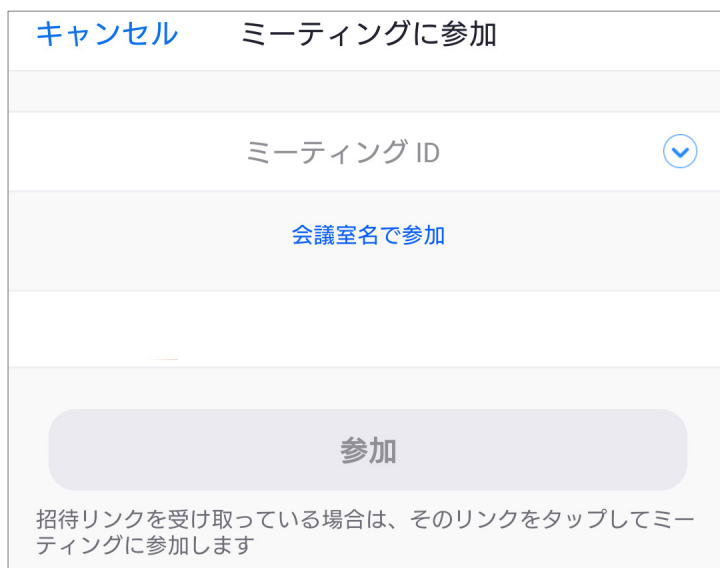 キャンセル ミーティングに参加
ミーティング ID
会議室名で参加
参加
招待リンクを受け取っている場合は、そのリンクをタップしてミー
ティングに参加します